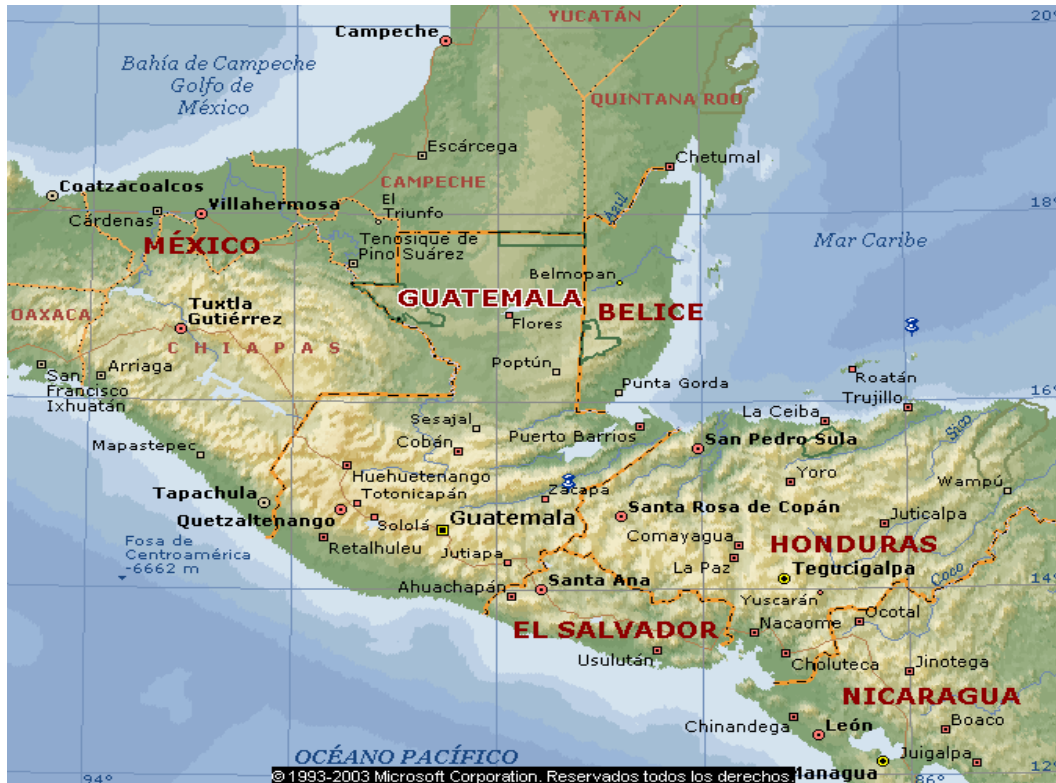 YUCATÁN
20°
Campeche
Bahía de Campeche
Golfo de
México
QUINTANA ROO
Escárcega
Chetumal
CAMPECHE
Coatzacoalcos
El
Triunfo
Azul
Villahermosa
Cárdenas
18°
MÉXICO
Tenosique de
Pino Suárez
Mar Caribe
Belmopan
GUATEMALA
BELICE
Tuxtla
Gutiérrez
OAXACA
Flores
CHIAPAS
Arriaga
Poptún
San
Francisco
Ixhuatán
Punta Gorda
Roatán
Trujillo
16°
La Ceiba
Sesajal
Cobán
Puerto Barrios
San Pedro Sula
Sico
Mapastepec
Huehuetenango
Yoro
Wampú
Tapachula
Totonicapán
Zacapa
Quetzaltenango
Sololá
Guatemala
Santa Rosa de Copán
Juticalpa
Fosa de
Centroamérica
-6662 m
Retalhuleu
Comayagua
HONDURAS
Jutiapa
La Paz
Tegucigalpa
Coco
14°
Ahuachapán
Santa Ana
Yuscarán
Ocotal
EL SALVADOR
Nacaome
Usulután
Choluteca
Jinotega
NICARAGUA
Chinandega
León
Boaco
OCÉANO PACÍFICO
Juigalpa
94°
©1993-2003 Microsoft Corporation. Reservados todos los derechos.
Managua
86°
12°